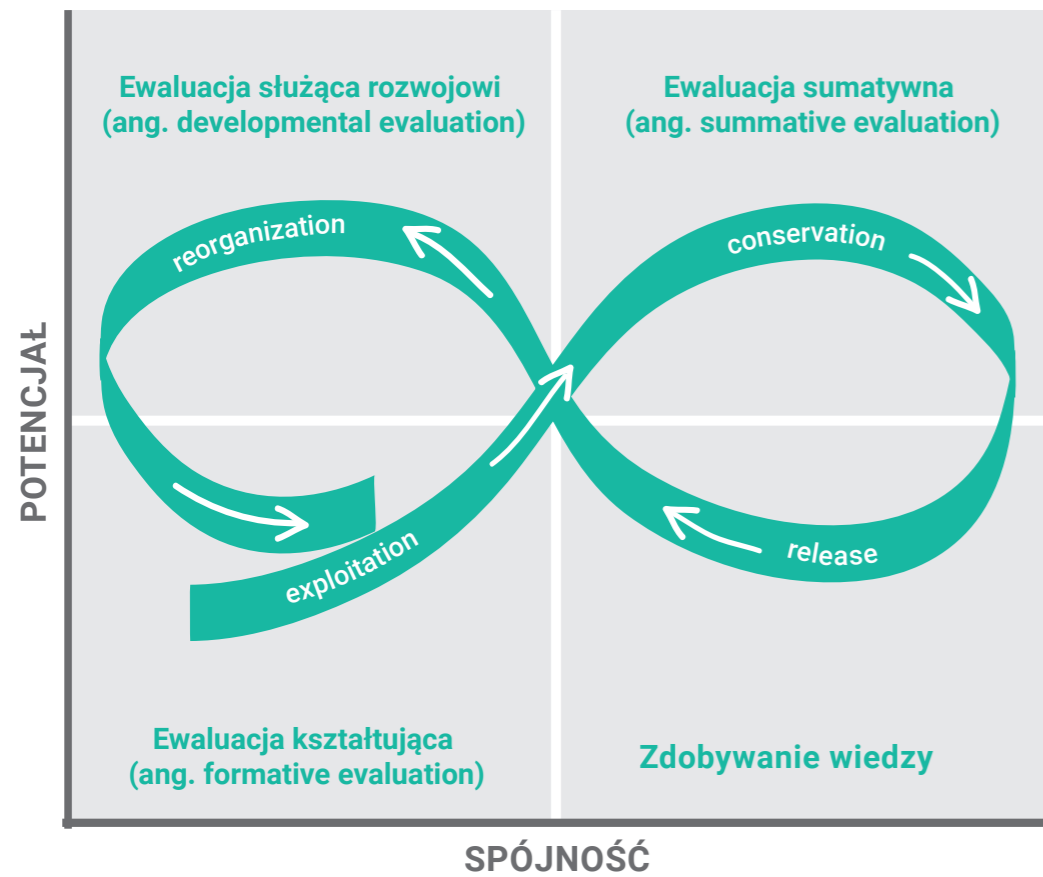 Ewaluacja służąca rozwojowi
(ang. developmental evaluation)
Ewaluacja sumatywna
(ang. summative evaluation)
reorganization
conservation
POTENCJAŁ
exploitation
release
Ewaluacja kształtująca
(ang. formative evaluation)
Zdobywanie wiedzy
SPÓJNOŚĆ